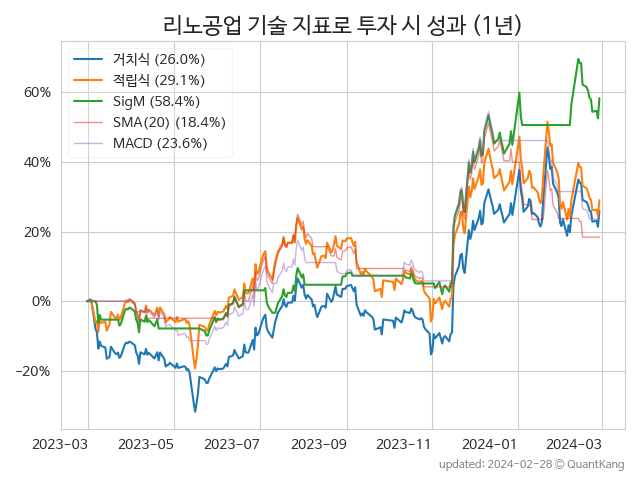 리노공업 기술 지표로 투자 시 성과 (1년)
거치식 (26.0%)
적립식 (29.1%)
SigM (58.4%)
SMA(20) (18.4%)
MACD (23.6%)
60%
40%
20%
0%
−20%
2023-03 2023-05 2023-07 2023-09 2023-11 2024-01 2024-03
updated: 2024-02-28 © QuantKang